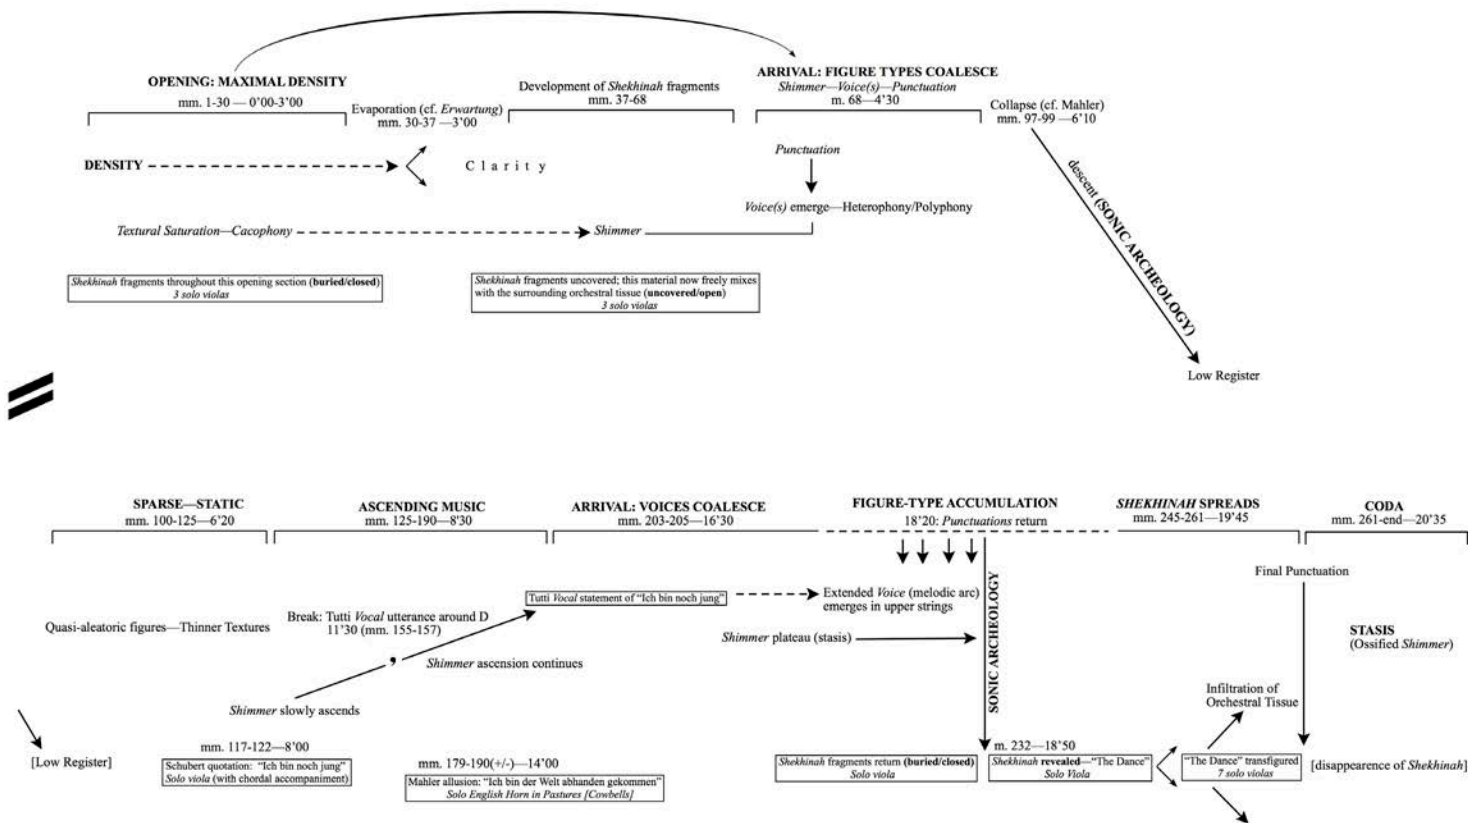 OPENING: MAXIMAL DENSITY
mm. 1-30 — 0’00-3’00
Evaporation (cf. Erwartung)
mm. 30-37 —3’00
Development of Shekhinah fragments
mm. 37-68
ARRIVAL: FIGURE TYPES COALESCE
Shimmer—Voice(s)—Punctuation
m. 68—4’30
Collapse (cf. Mahler)
mm. 97-99 —6’10
DENSITY
Clarity
Punctuation
Voice(s) emerge—Heterophony/Polyphony
Textural Saturation—Cacophony
Shimmer
descent (SONIC ARCHEOLOGY)
Shekhinah fragments throughout this opening section (buried/closed)
3 solo violas
Shekhinah fragments uncovered; this material now freely mixes
with the surrounding orchestral tissue (uncovered/open)
3 solo violas
Low Register
SPARSE—STATIC
mm. 100-125—6’20
ASCENDING MUSIC
mm. 125-190—8'30
ARRIVAL: VOICES COALESCE
mm. 203-205—16’30
FIGURE-TYPE ACCUMULATION
18’20: Punctuations return
SHEKHINAH SPREADS
mm. 245-261—19’45
CODA
mm. 261-end—20’35
Final Punctuation
Tutti Vocal statement of “Ich bin noch jung”
Extended Voice (melodic arc)
emerges in upper strings
Quasi-aleatoric figures—Thinner Textures
Break: Tutti Vocal utterance around D
11’30 (mm. 155-157)
,
Shimmer ascension continues
Shimmer plateau (stasis)
SONIC ARCHEOLOGY
STASIS
(Ossified Shimmer)
Shimmer slowly ascends
Infiltration of
Orchestral Tissue
[Low Register]
mm. 117-122—8’00
Schubert quotation: “Ich bin noch jung”
Solo viola (with chordal accompaniment)
mm. 179-190(+/-)—14’00
Mahler allusion: “Ich bin der Welt abhanden gekommen”
Solo English Horn in Pastures [Cowbells]
Shekhinah fragments return (buried/closed)
Solo viola
m. 232—18’50
Shekhinah revealed—“The Dance”
Solo Viola
“The Dance” transfigured
7 solo violas
[disappearence of Shekhinah]